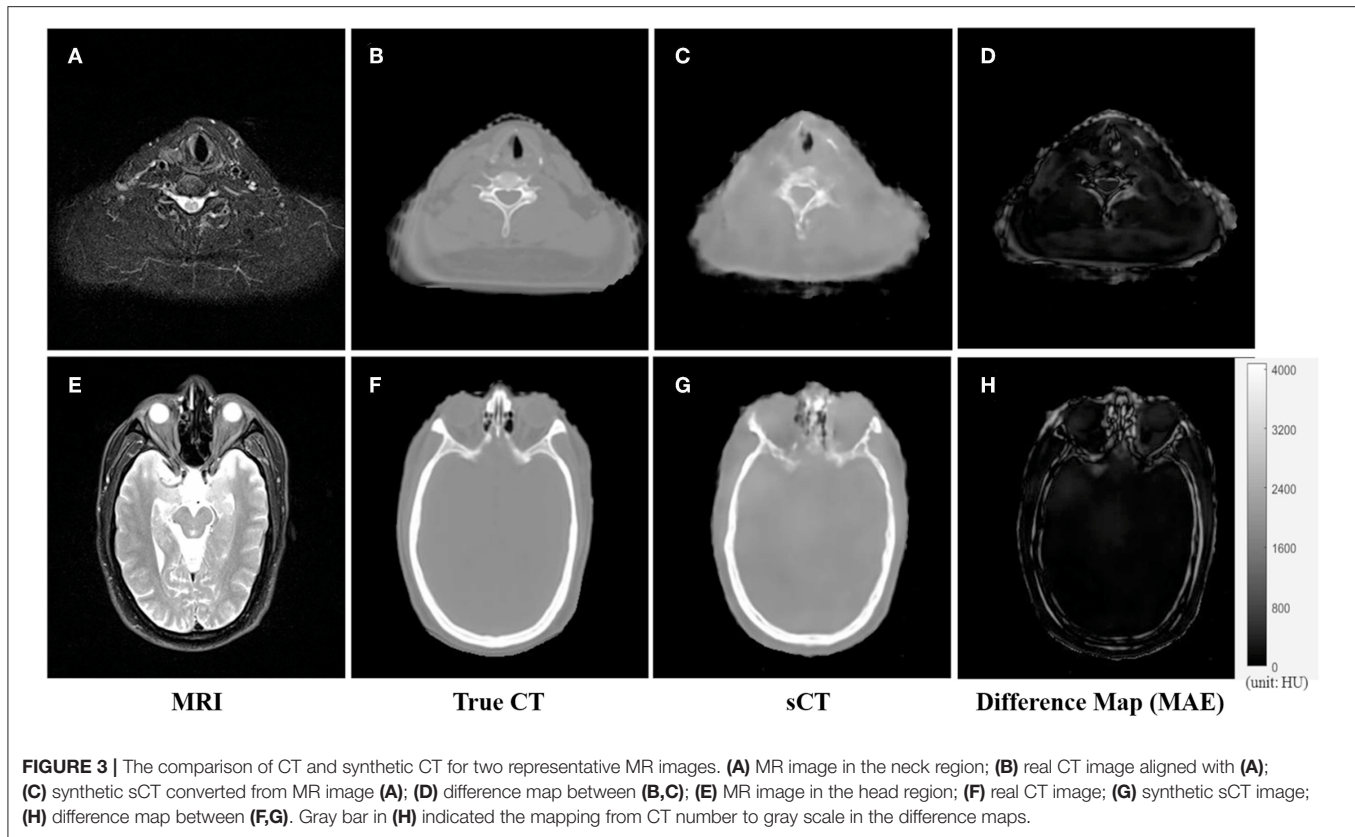 A
B
C
D
E
F
G
H
4000
3200
2400
1600
800
0
(unit: HU)
MRI
True CT
sCT
Difference Map (MAE)
FIGURE 3 | The comparison of CT and synthetic CT for two representative MR images. (A) MR image in the neck region; (B) real CT image aligned with (A);
(C) synthetic sCT converted from MR image (A); (D) difference map between (B,C); (E) MR image in the head region; (F) real CT image; (G) synthetic sCT image;
(H) difference map between (F,G). Gray bar in (H) indicated the mapping from CT number to gray scale in the difference maps.